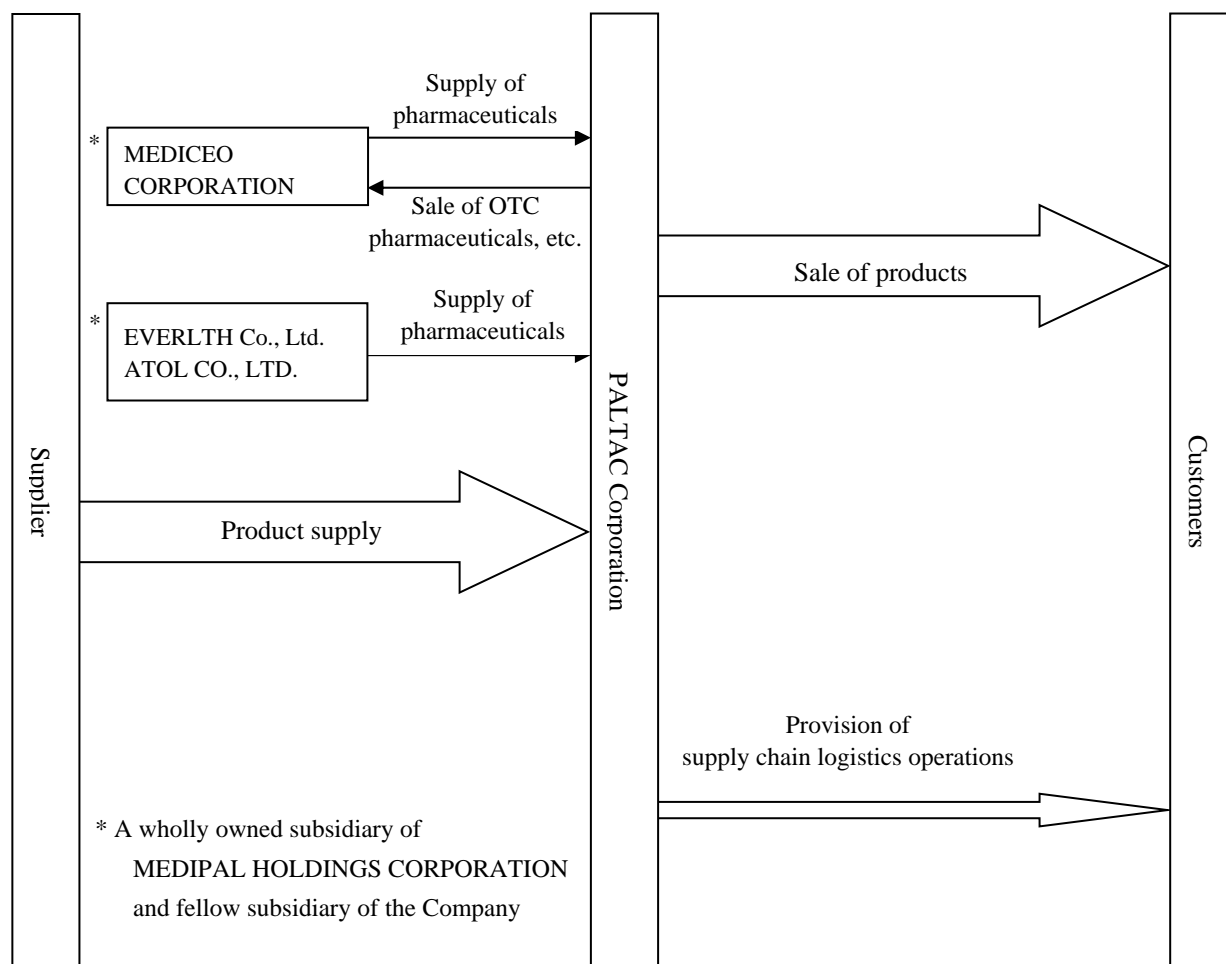 Supply of
pharmaceuticals
*
MEDICEO
CORPORATION
Sale of OTC
pharmaceuticals, etc.
Sale of products
Supply of
pharmaceuticals
*
EVERLTH Co., Ltd.
ATOL CO., LTD.
Supplier
PALTAC Corporation
Customers
Product supply
Provision of
supply chain logistics operations
* A wholly owned subsidiary of
MEDIPAL HOLDINGS CORPORATION
and fellow subsidiary of the Company